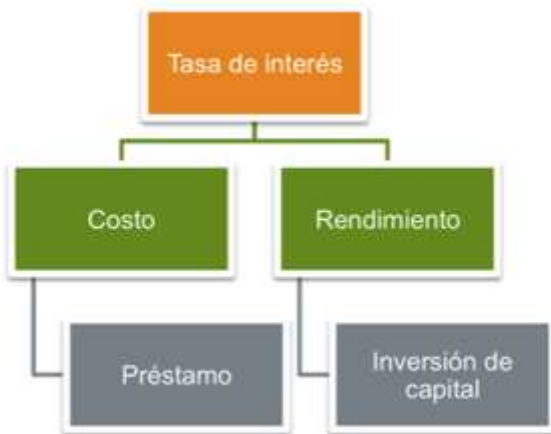 Tasa de interés
Costo
Rendimiento
Préstamo
Inversión de
capital